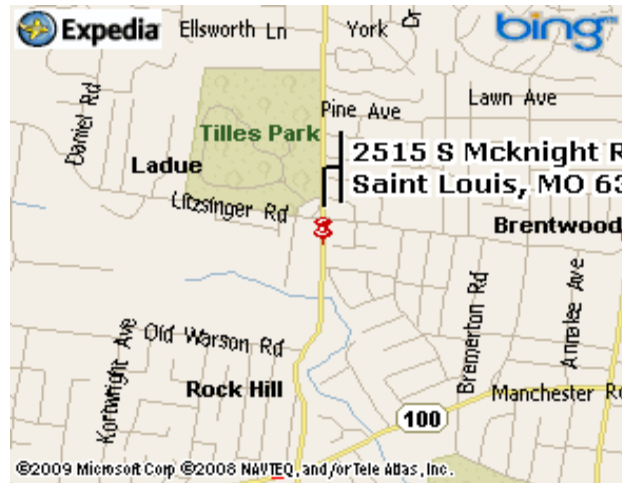 Expedia
Ellsworth Ln
York
bing
Daniel Rd
Pine Ave
Lawn Ave
Tilles Park
2515 S Mcknight R
Saint Louis, MO 63
Ladue
Litzsinger Rd
Brentwood
Bremerton Rd
Annalee Ave
Kortwright Ave
Old Warson Rd
Rock Hill
Manchester Ro
100
©2009 Microsoft Corp ©2008 NAVTEQ, and/or Tele Atlas, Inc.